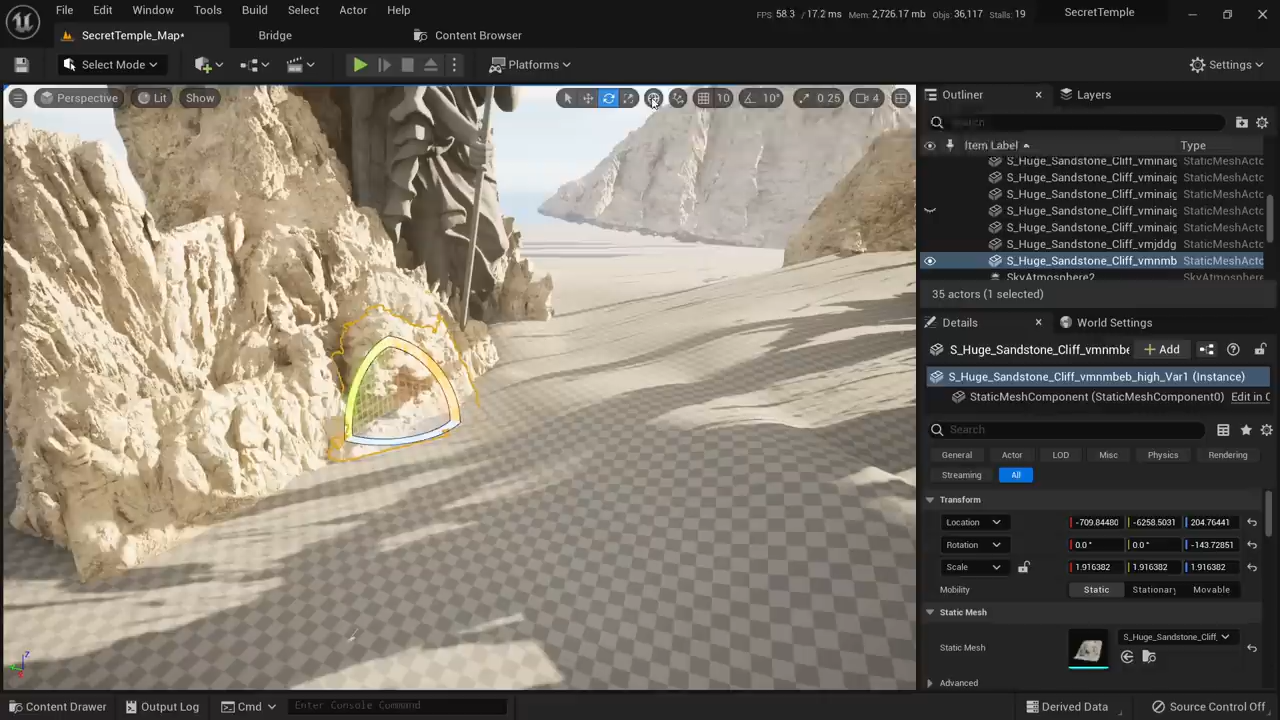 File Edit Window Tools Build Select Actor Help
FPS: 58.3 / 17.2 ms Mem: 2,726.17 mb Objs: 36,117 Stalls: 19
SecretTemple
SecretTemple_Map*
Bridge
Content Browser
Select Mode
Platforms
Settings
Perspective
Lit
Show
10
10°
0.25
4
Outliner
Layers
Search
Item Label
Type
S_Huge_Sandstone_Cliff_vminaig StaticMeshActo
S_Huge_Sandstone_Cliff_vminaig StaticMeshActo
S_Huge_Sandstone_Cliff_vminaig StaticMeshActo
S_Huge_Sandstone_Cliff_vminaig StaticMeshActo
S_Huge_Sandstone_Cliff_vminaig StaticMeshActo
S_Huge_Sandstone_Cliff_vmjddg StaticMeshActo
S_Huge_Sandstone_Cliff_vmnmb StaticMeshActo
SkyAtmosphere2 SkyAtmosphere
35 actors (1 selected)
Details
World Settings
S_Huge_Sandstone_Cliff_vmnmbe
+ Add
S_Huge_Sandstone_Cliff_vmnmbeb_high_Var1 (Instance)
StaticMeshComponent (StaticMeshComponent0) Edit in C
Search
General Actor LOD Misc Physics Rendering
Streaming All
Transform
Location -709.84480 -6258.5031 204.76441
Rotation 0.0 ° 0.0 ° -143.72851
Scale 1.916382 1.916382 1.916382
Mobility Static Stationary Movable
Static Mesh
Static Mesh S_Huge_Sandstone_Cliff_
Advanced
Z
Content Drawer
Output Log
Cmd
Enter Console Command
Derived Data
Source Control Off